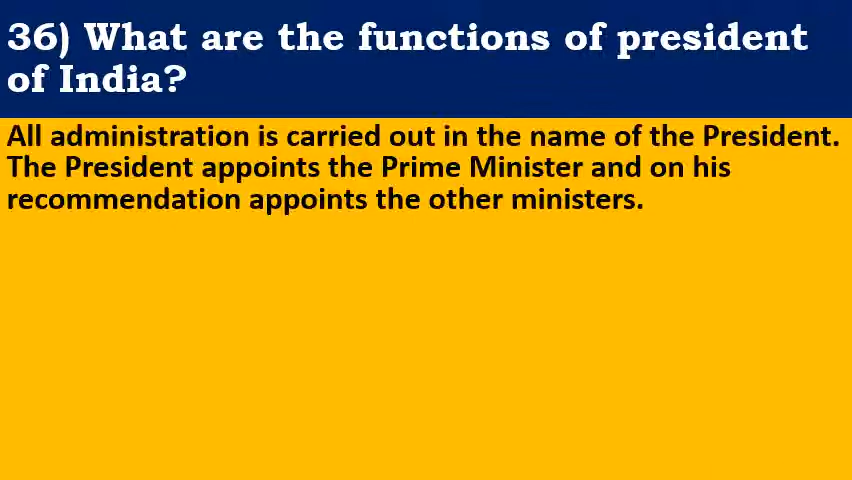 36) What are the functions of president
of India?
All administration is carried out in the name of the President.
The President appoints the Prime Minister and on his
recommendation appoints the other ministers.